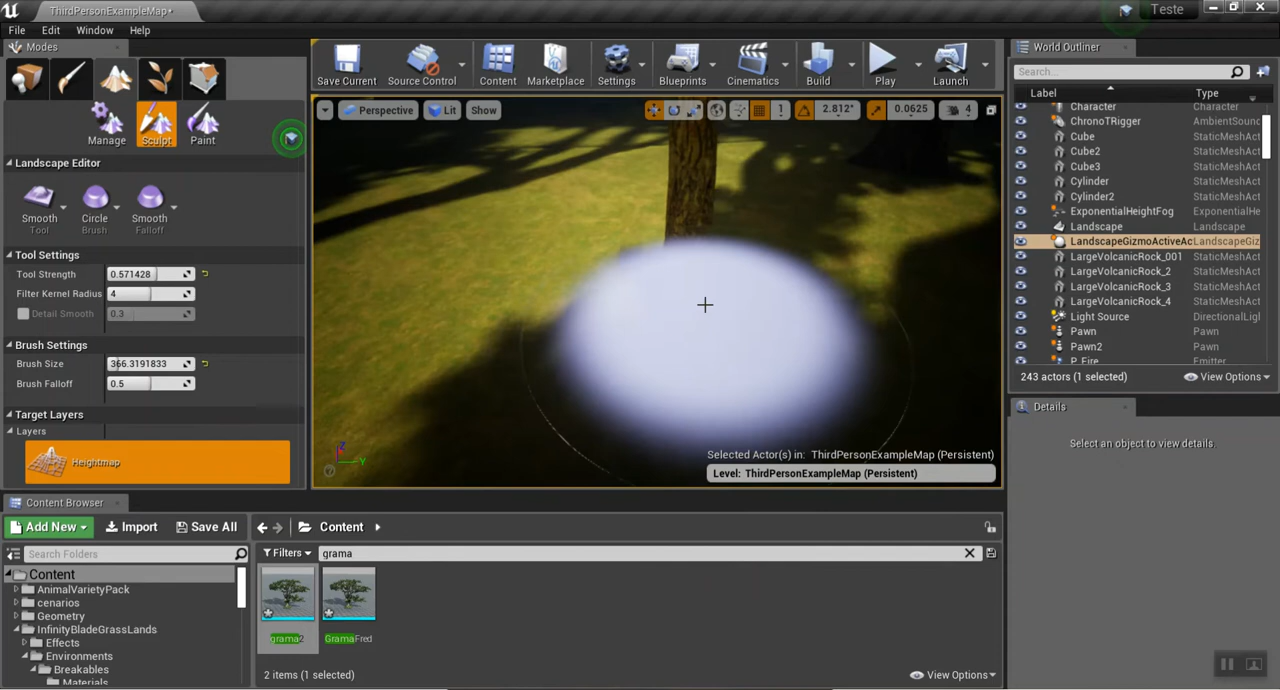 ThirdPersonExampleMap*
Teste
File Edit Window Help
Modes
Save Current
Source Control
Content
Marketplace
Settings
Blueprints
Cinematics
Build
Play
Launch
World Outliner
Search...
Label Type
Character Character
ChronoTRigger AmbientSoun
Cube StaticMeshAct
Cube2 StaticMeshAct
Cube3 StaticMeshAct
Cylinder StaticMeshAct
Cylinder2 StaticMeshAct
ExponentialHeightFog ExponentialHe
Landscape Landscape
LandscapeGizmoActiveAc LandscapeGiz
LargeVolcanicRock_001 StaticMeshAct
LargeVolcanicRock_2 StaticMeshAct
LargeVolcanicRock_3 StaticMeshAct
LargeVolcanicRock_4 StaticMeshAct
Light Source DirectionalLigh
Pawn Pawn
Pawn2 Pawn
P_Fire Emitter
243 actors (1 selected)
View Options
Details
Select an object to view details.
Manage
Sculpt
Paint
Landscape Editor
Smooth Tool
Circle Brush
Smooth Falloff
Tool Settings
Tool Strength 0.571428
Filter Kernel Radius 4
Detail Smooth 0.3
Brush Settings
Brush Size 366.3191833
Brush Falloff 0.5
Target Layers
Layers
Heightmap
Perspective
Lit
Show
1
2.812°
0.0625
4
Z
Y
Selected Actor(s) in: ThirdPersonExampleMap (Persistent)
Level: ThirdPersonExampleMap (Persistent)
Content Browser
Add New
Import
Save All
Content
Search Folders
Filters
grama
Content
AnimalVarietyPack
cenarios
Geometry
InfinityBladeGrassLands
Effects
Environments
Breakables
Materials
grama2
GramaFred
2 items (1 selected)
View Options